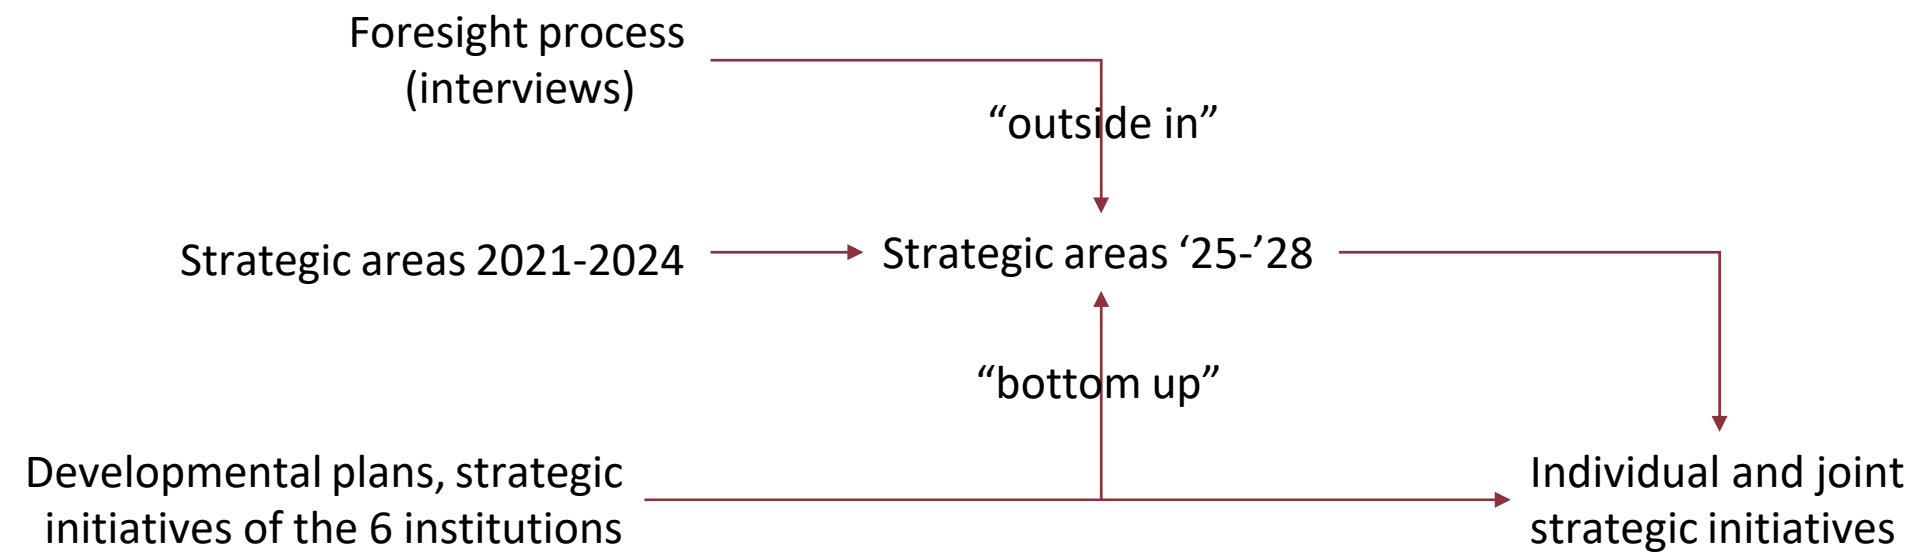 Foresight process
(interviews)
“outside in”
Strategic areas 2021-2024
Strategic areas ‘25-’28
“bottom up”
Developmental plans, strategic
initiatives of the 6 institutions
Individual and joint
strategic initiatives